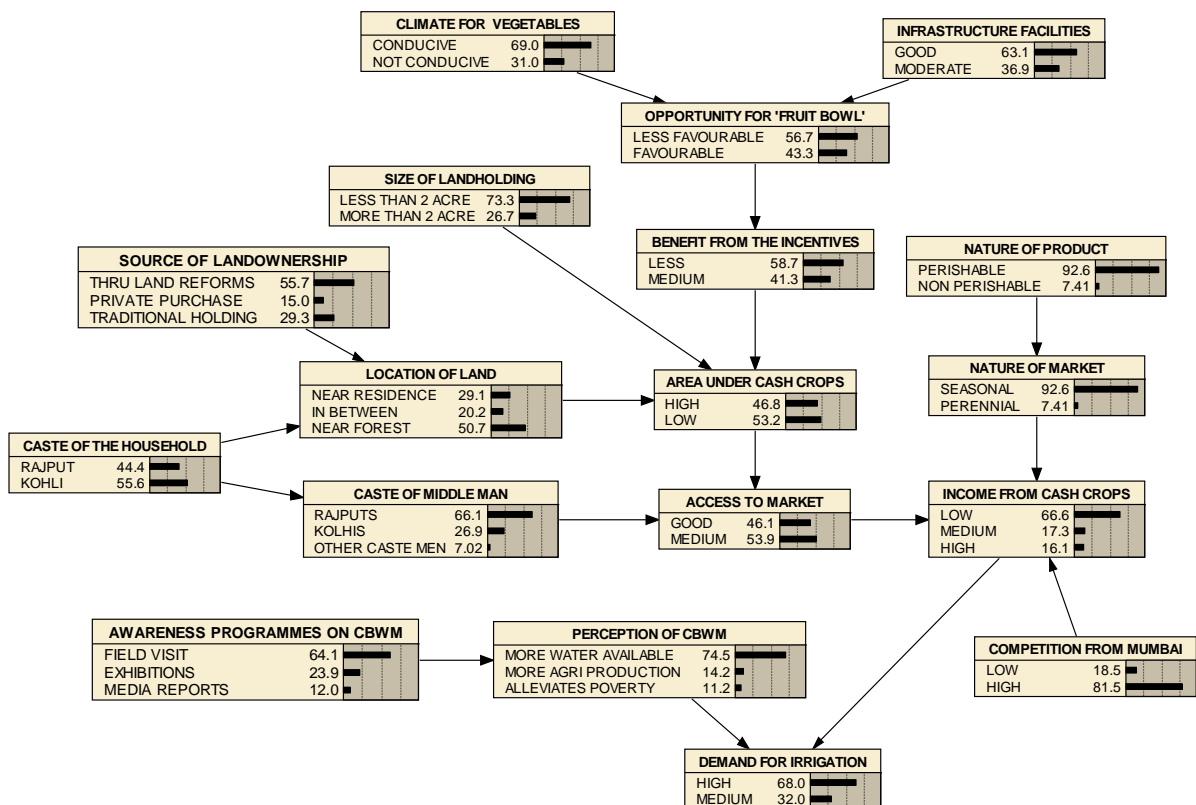 CLIMATE FOR VEGETABLES
CONDUCIVE 69.0
NOT CONDUCIVE 31.0
INFRASTRUCTURE FACILITIES
GOOD 63.1
MODERATE 36.9
OPPORTUNITY FOR 'FRUIT BOWL'
LESS FAVOURABLE 56.7
FAVOURABLE 43.3
SIZE OF LANDHOLDING
LESS THAN 2 ACRE 73.3
MORE THAN 2 ACRE 26.7
BENEFIT FROM THE INCENTIVES
LESS 58.7
MEDIUM 41.3
NATURE OF PRODUCT
PERISHABLE 92.6
NON PERISHABLE 7.41
SOURCE OF LANDOWNERSHIP
THRU LAND REFORMS 55.7
PRIVATE PURCHASE 15.0
TRADITIONAL HOLDING 29.3
LOCATION OF LAND
NEAR RESIDENCE 29.1
IN BETWEEN 20.2
NEAR FOREST 50.7
AREA UNDER CASH CROPS
HIGH 46.8
LOW 53.2
NATURE OF MARKET
SEASONAL 92.6
PERENNIAL 7.41
CASTE OF THE HOUSEHOLD
RAJPUT 44.4
KOHLI 55.6
CASTE OF MIDDLE MAN
RAJPUTS 66.1
KOLHIS 26.9
OTHER CASTE MEN 7.02
ACCESS TO MARKET
GOOD 46.1
MEDIUM 53.9
INCOME FROM CASH CROPS
LOW 66.6
MEDIUM 17.3
HIGH 16.1
AWARENESS PROGRAMMES ON CBWM
FIELD VISIT 64.1
EXHIBITIONS 23.9
MEDIA REPORTS 12.0
PERCEPTION OF CBWM
MORE WATER AVAILABLE 74.5
MORE AGRI PRODUCTION 14.2
ALLEVIATES POVERTY 11.2
COMPETITION FROM MUMBAI
LOW 18.5
HIGH 81.5
DEMAND FOR IRRIGATION
HIGH 68.0
MEDIUM 32.0